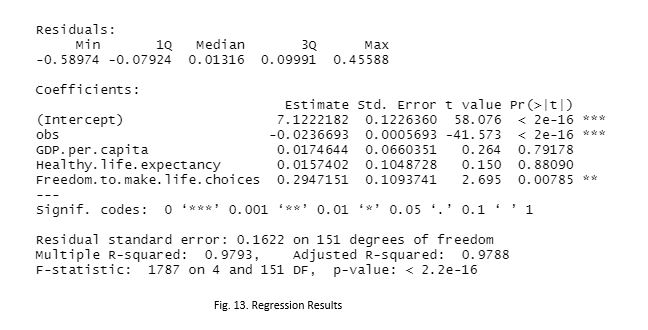 Residuals:
Min 1Q Median 3Q Max
-0.58974 -0.07924 0.01316 0.09991 0.45588
Coefficients:
Estimate Std. Error t value Pr(>|t|)
(Intercept) 7.1222182 0.1226360 58.076 < 2e-16 ***
obs -0.0236693 0.0005693 -41.573 < 2e-16 ***
GDP.per.capita 0.0174644 0.0660351 0.264 0.79178
Healthy.life.expectancy 0.0157402 0.1048728 0.150 0.88090
Freedom.to.make.life.choices 0.2947151 0.1093741 2.695 0.00785 **
---
Signif. codes: 0 ‘***’ 0.001 ‘**’ 0.01 ‘*’ 0.05 ‘.’ 0.1 ‘ ’ 1
Residual standard error: 0.1622 on 151 degrees of freedom
Multiple R-squared: 0.9793, Adjusted R-squared: 0.9788
F-statistic: 1787 on 4 and 151 DF, p-value: < 2.2e-16
Fig. 13. Regression Results